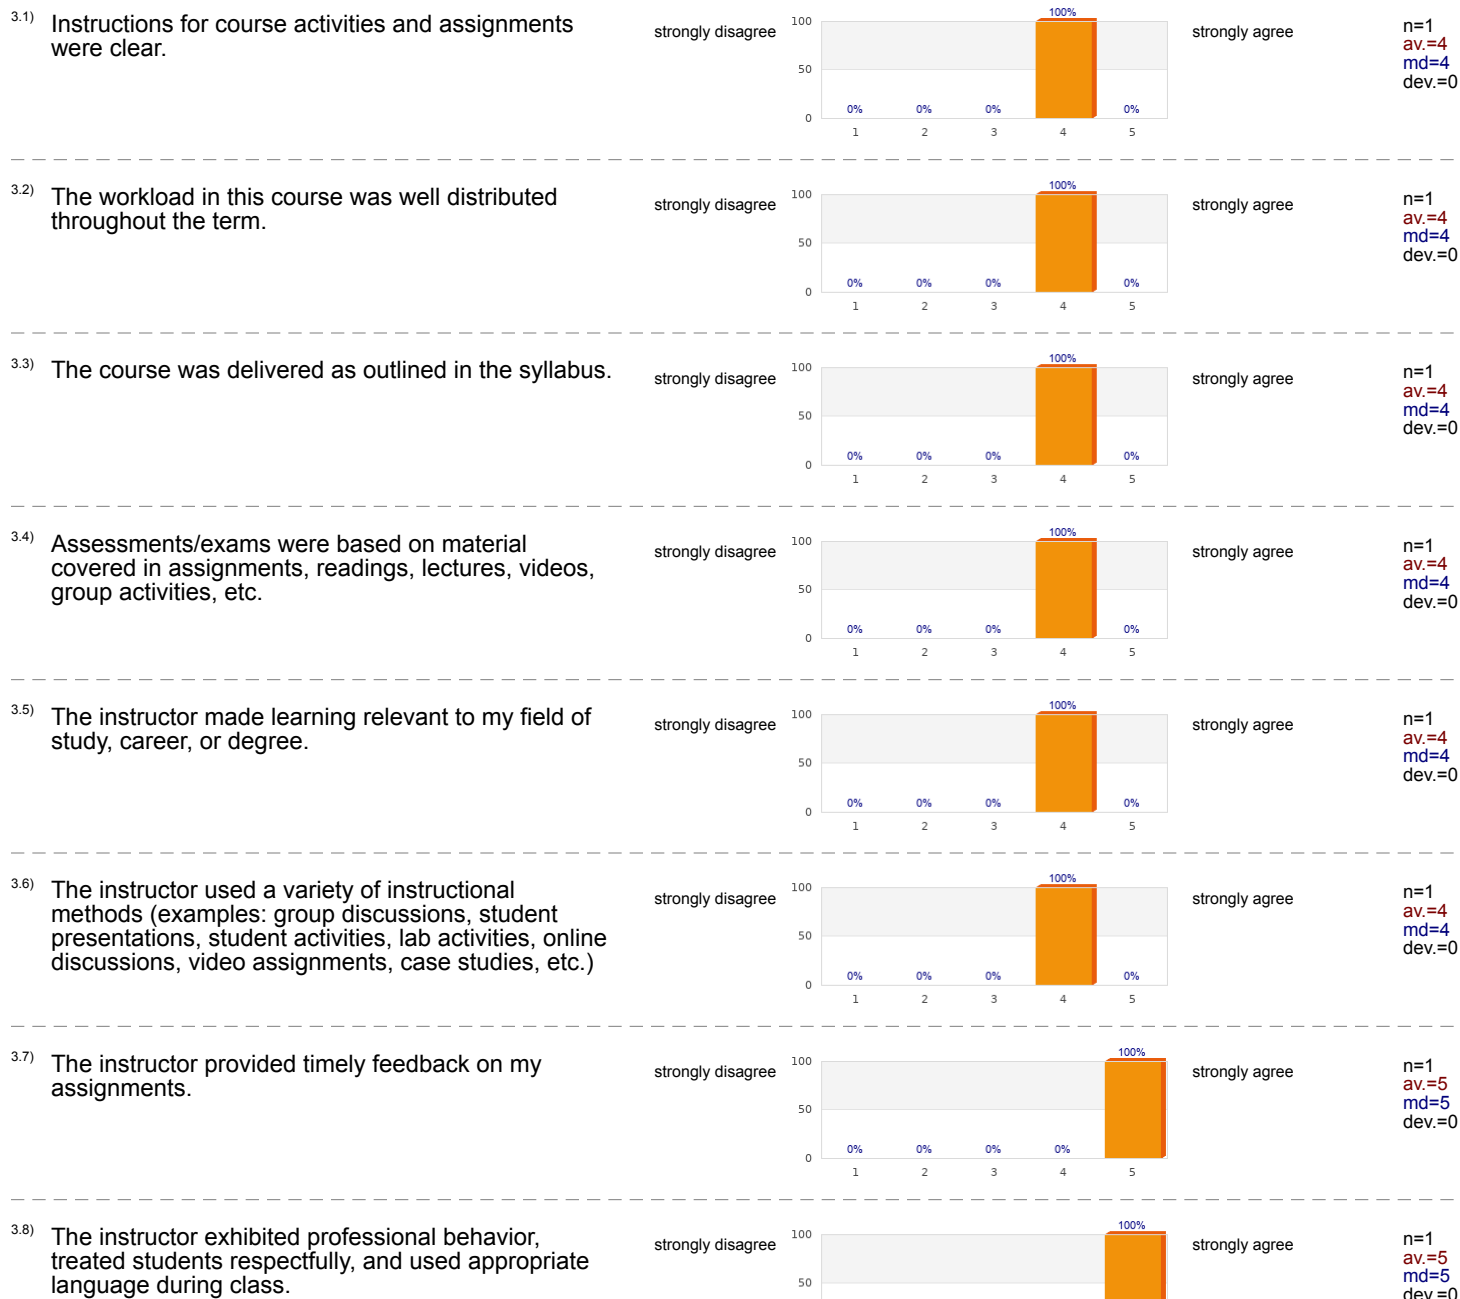 3.1) Instructions for course activities and assignments
were clear.
strongly disagree
100
50
0
0%
0%
0%
100%
0%
1
2
3
4
5
strongly agree
n=1
av.=4
md=4
dev.=0
3.2) The workload in this course was well distributed
throughout the term.
strongly disagree
100
50
0
0%
0%
0%
100%
0%
1
2
3
4
5
strongly agree
n=1
av.=4
md=4
dev.=0
3.3) The course was delivered as outlined in the syllabus.
strongly disagree
100
50
0
0%
0%
0%
100%
0%
1
2
3
4
5
strongly agree
n=1
av.=4
md=4
dev.=0
3.4) Assessments/exams were based on material
covered in assignments, readings, lectures, videos,
group activities, etc.
strongly disagree
100
50
0
0%
0%
0%
100%
0%
1
2
3
4
5
strongly agree
n=1
av.=4
md=4
dev.=0
3.5) The instructor made learning relevant to my field of
study, career, or degree.
strongly disagree
100
50
0
0%
0%
0%
100%
0%
1
2
3
4
5
strongly agree
n=1
av.=4
md=4
dev.=0
3.6) The instructor used a variety of instructional
methods (examples: group discussions, student
presentations, student activities, lab activities, online
discussions, video assignments, case studies, etc.)
strongly disagree
100
50
0
0%
0%
0%
100%
0%
1
2
3
4
5
strongly agree
n=1
av.=4
md=4
dev.=0
3.7) The instructor provided timely feedback on my
assignments.
strongly disagree
100
50
0
0%
0%
0%
0%
100%
1
2
3
4
5
strongly agree
n=1
av.=5
md=5
dev.=0
3.8) The instructor exhibited professional behavior,
treated students respectfully, and used appropriate
language during class.
strongly disagree
100
50
100%
strongly agree
n=1
av.=5
md=5
dev.=0